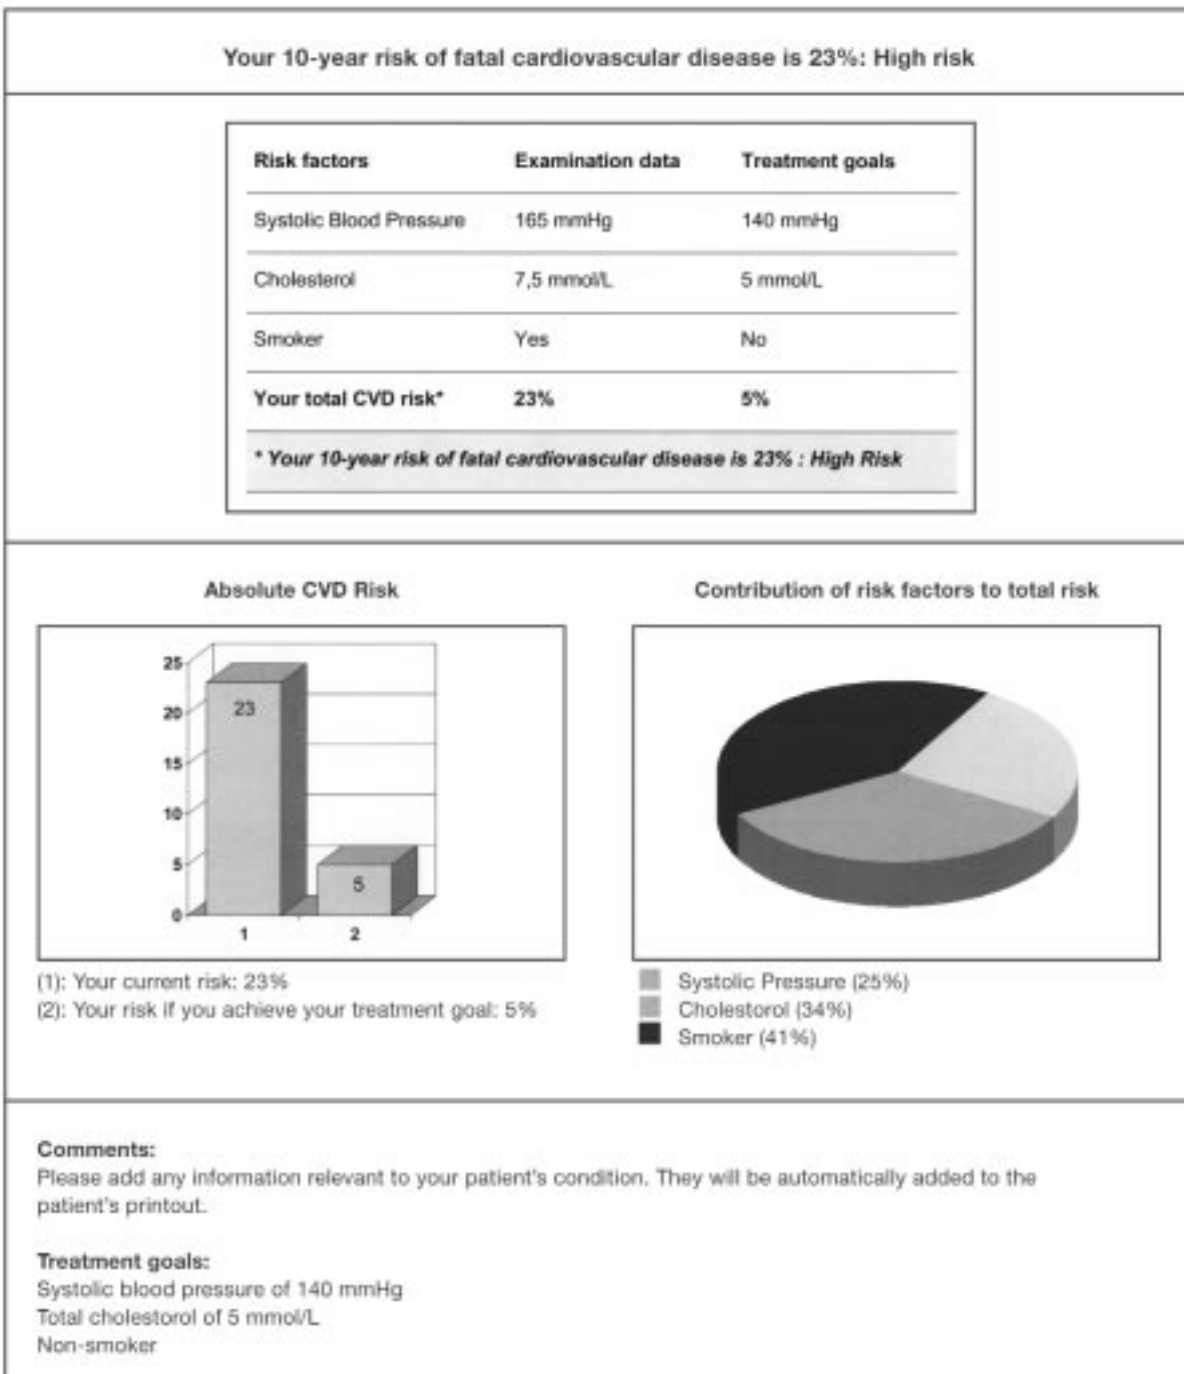 Your 10-year risk of fatal cardiovascular disease is 23%: High risk
Risk factors Examination data Treatment goals
Systolic Blood Pressure 165 mmHg 140 mmHg
Cholesterol 7,5 mmol/L 5 mmol/L
Smoker Yes No
Your total CVD risk* 23% 5%
* Your 10-year risk of fatal cardiovascular disease is 23% : High Risk
Absolute CVD Risk
25
20
15
10
5
0
23
5
1 2
(1): Your current risk: 23%
(2): Your risk if you achieve your treatment goal: 5%
Contribution of risk factors to total risk
Systolic Pressure (25%)
Cholestorol (34%)
Smoker (41%)
Comments:
Please add any information relevant to your patient's condition. They will be automatically added to the
patient's printout.
Treatment goals:
Systolic blood pressure of 140 mmHg
Total cholestorol of 5 mmol/L
Non-smoker